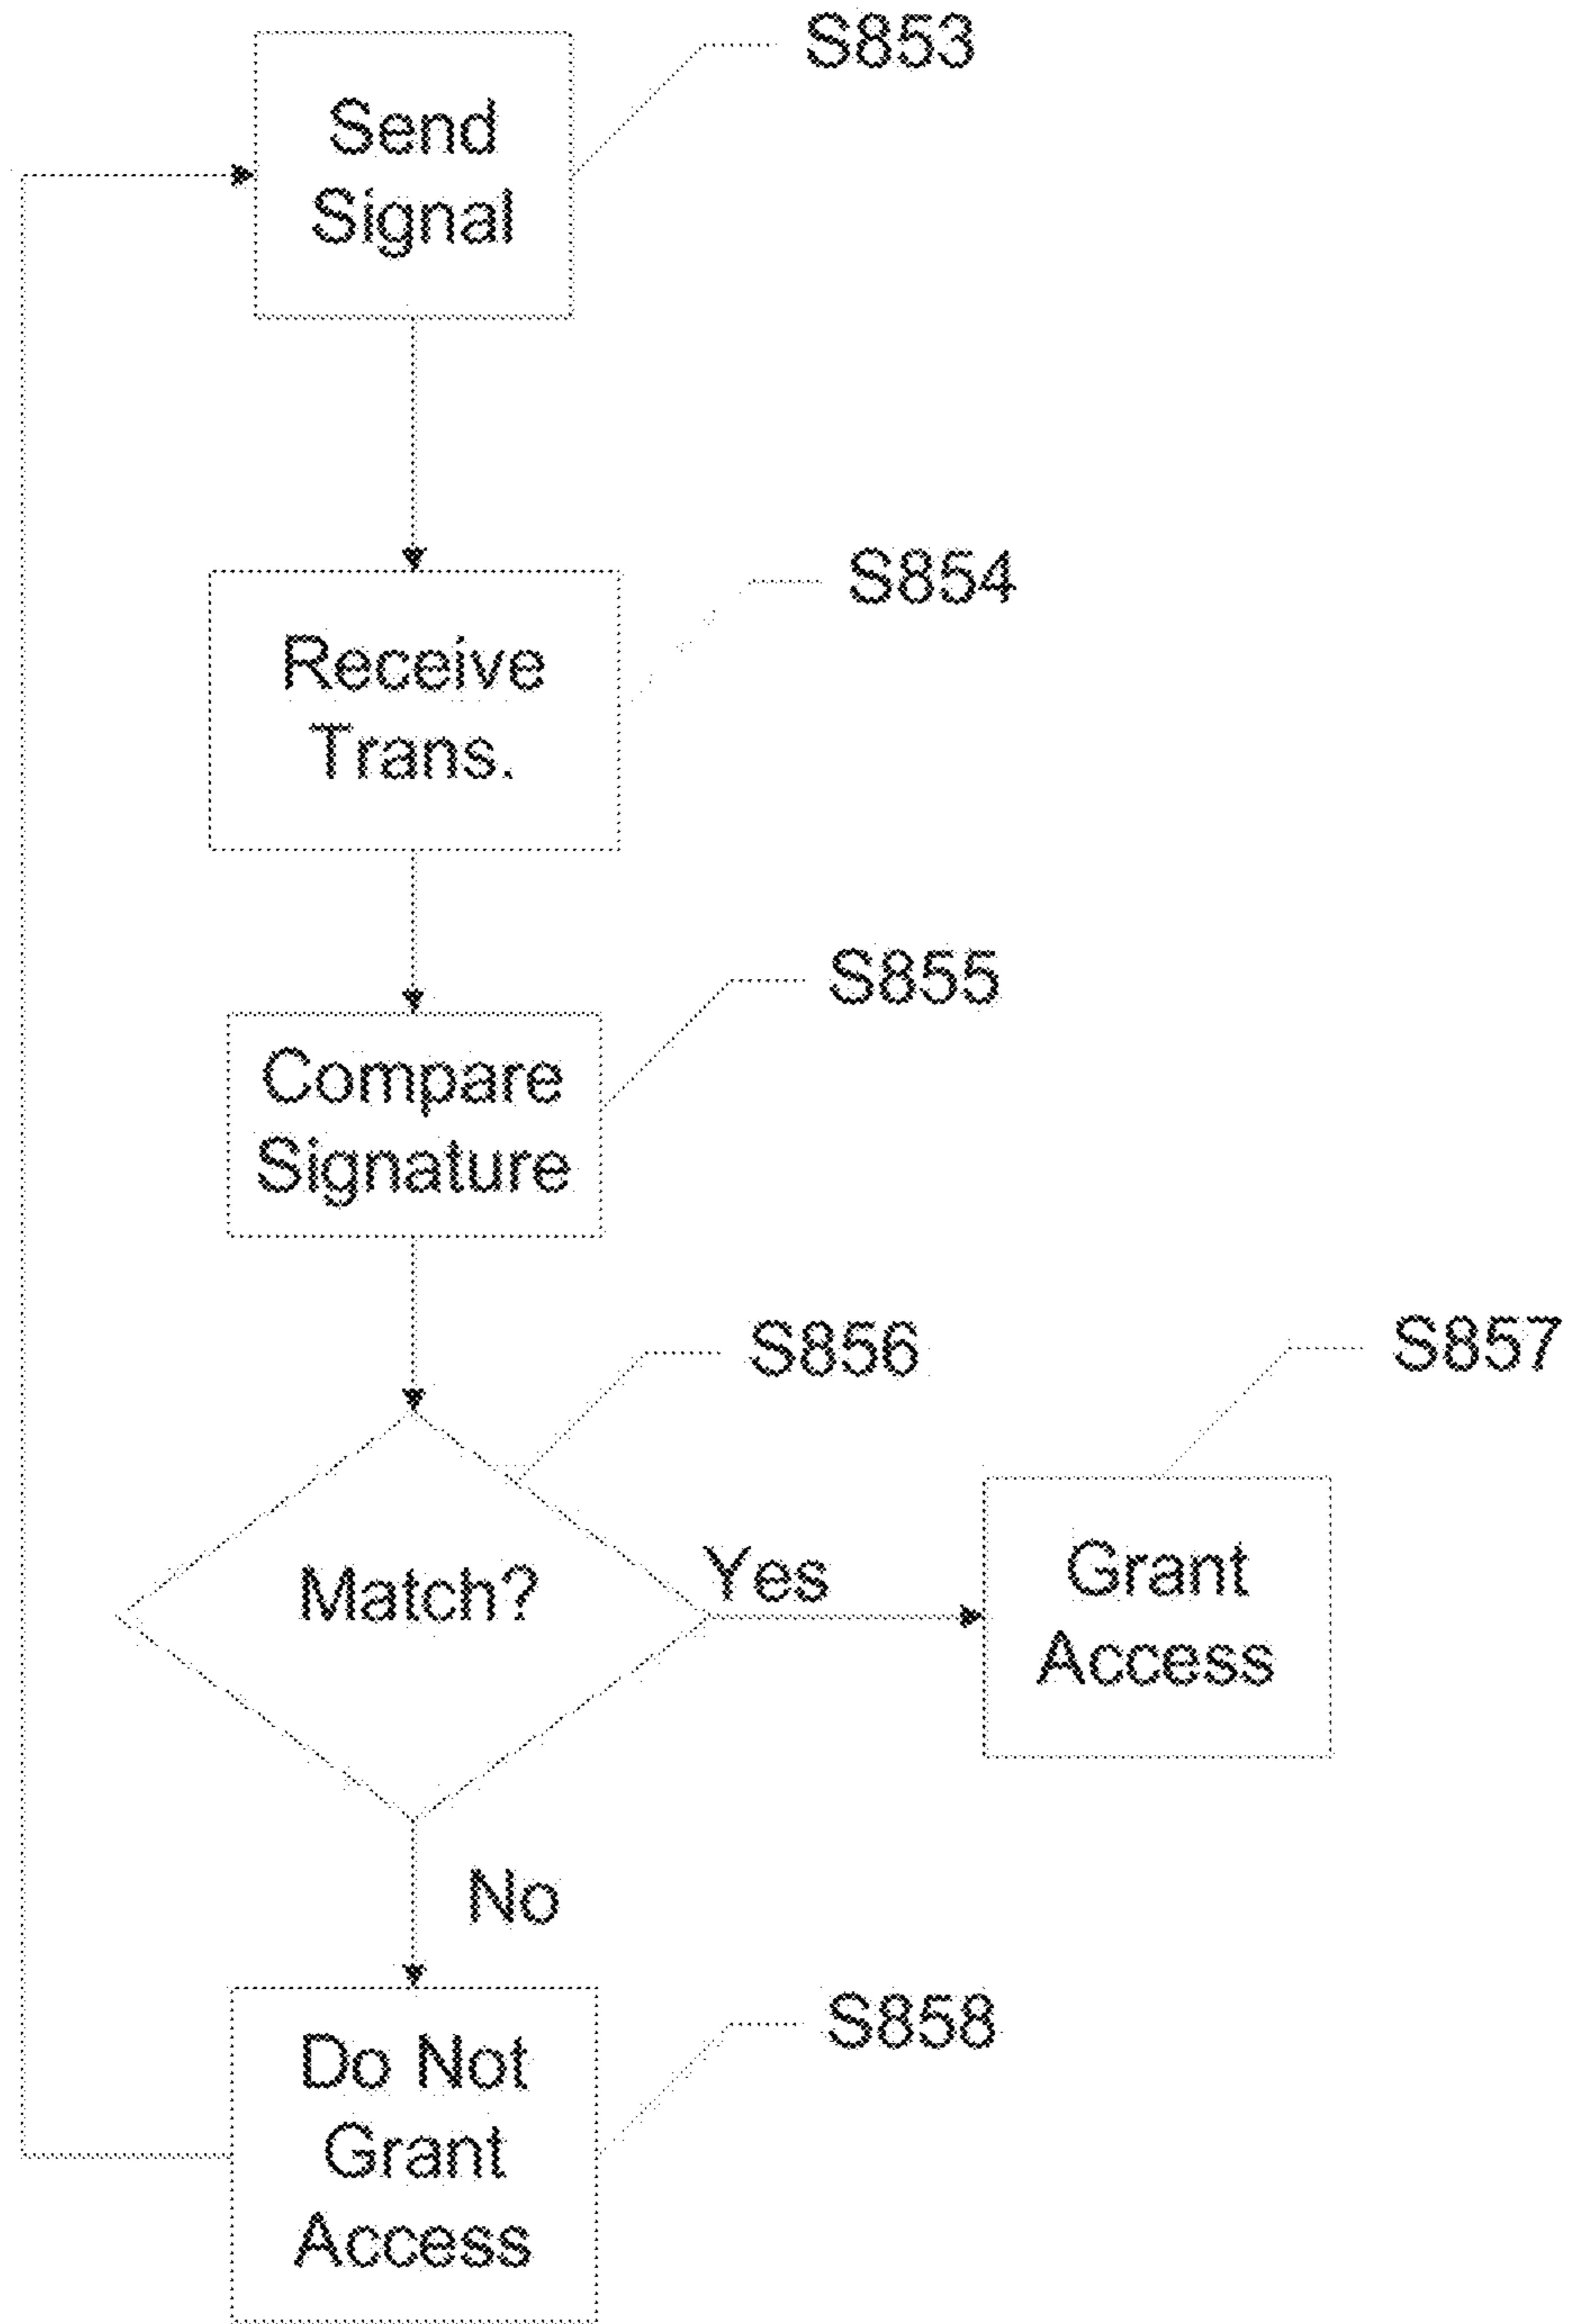 S853
Send
Signal
S854
Receive
Trans.
S855
Compare
Signature
S856
S857
Match?
Yes
Grant
Access
No
S858
Do Not
Grant
Access